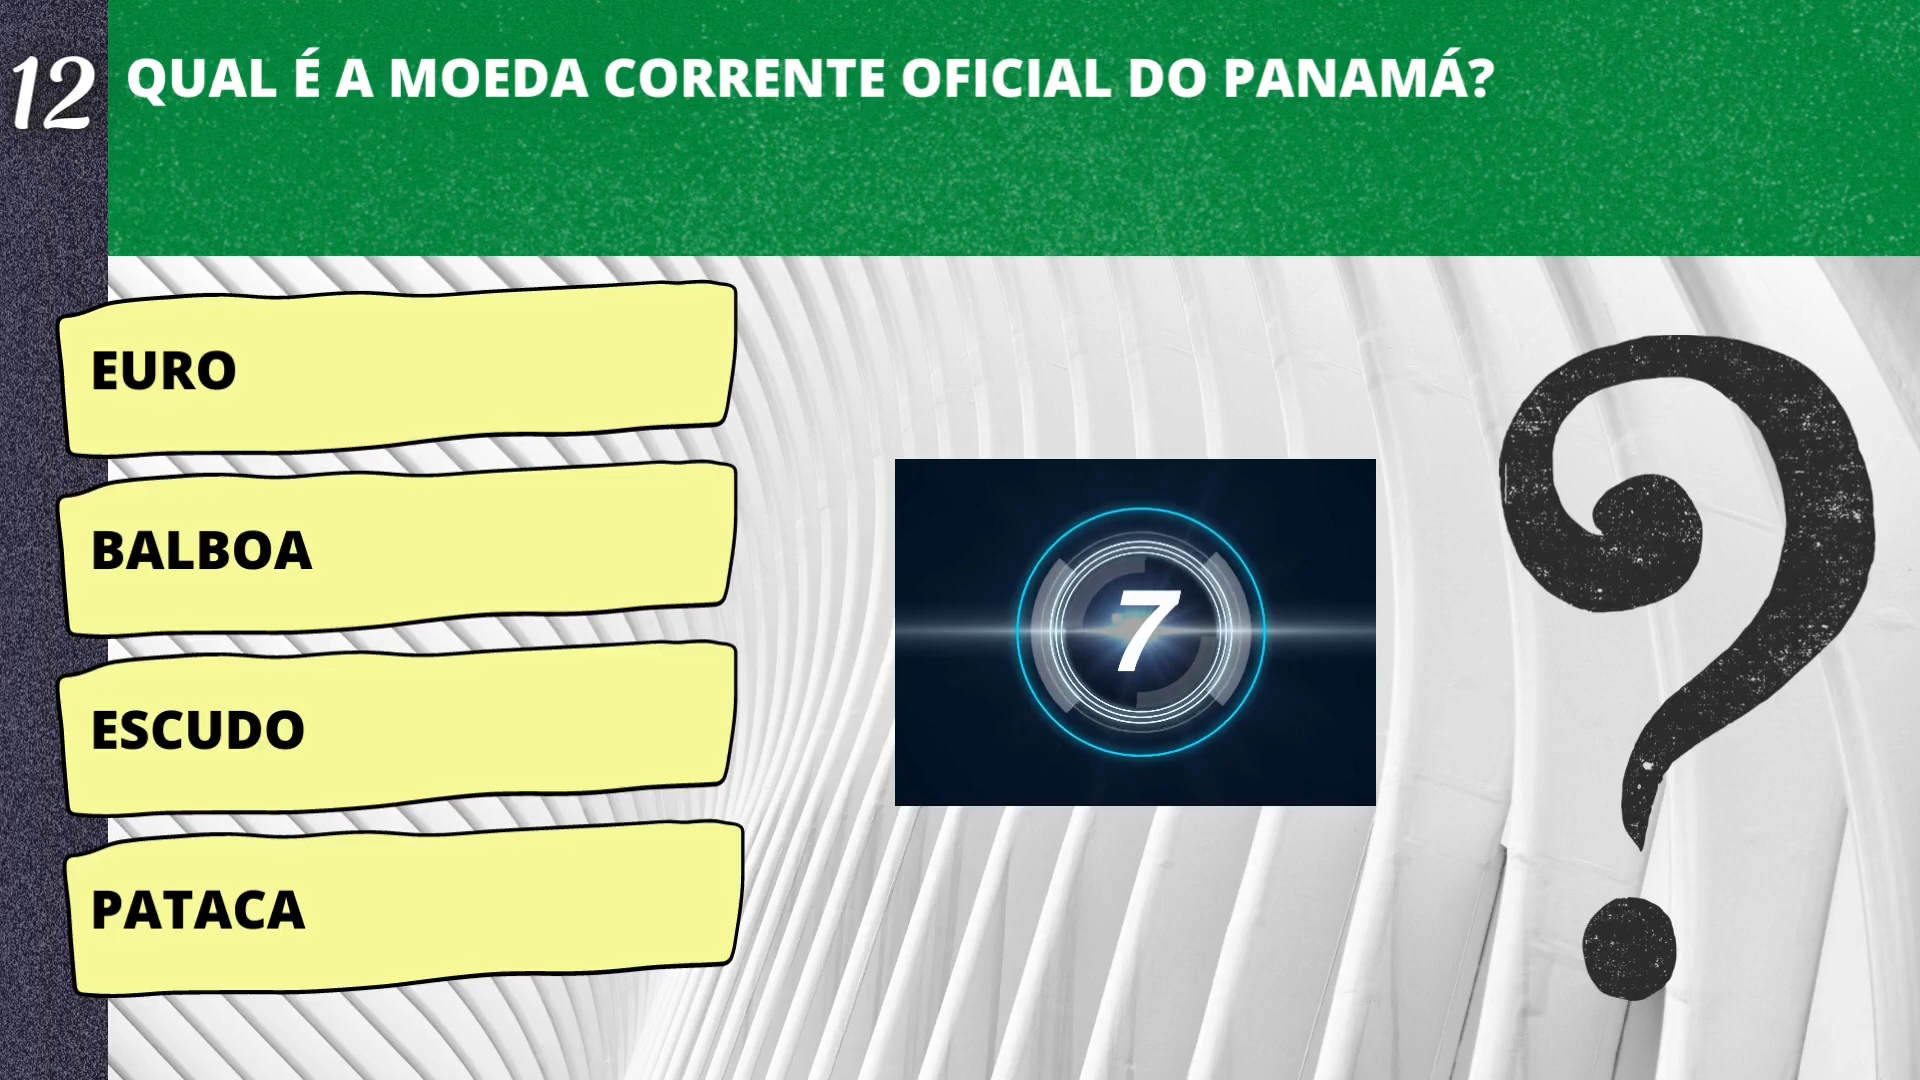 12
QUAL É A MOEDA CORRENTE OFICIAL DO PANAMÁ?
EURO
BALBOA
ESCUDO
PATACA
7
?